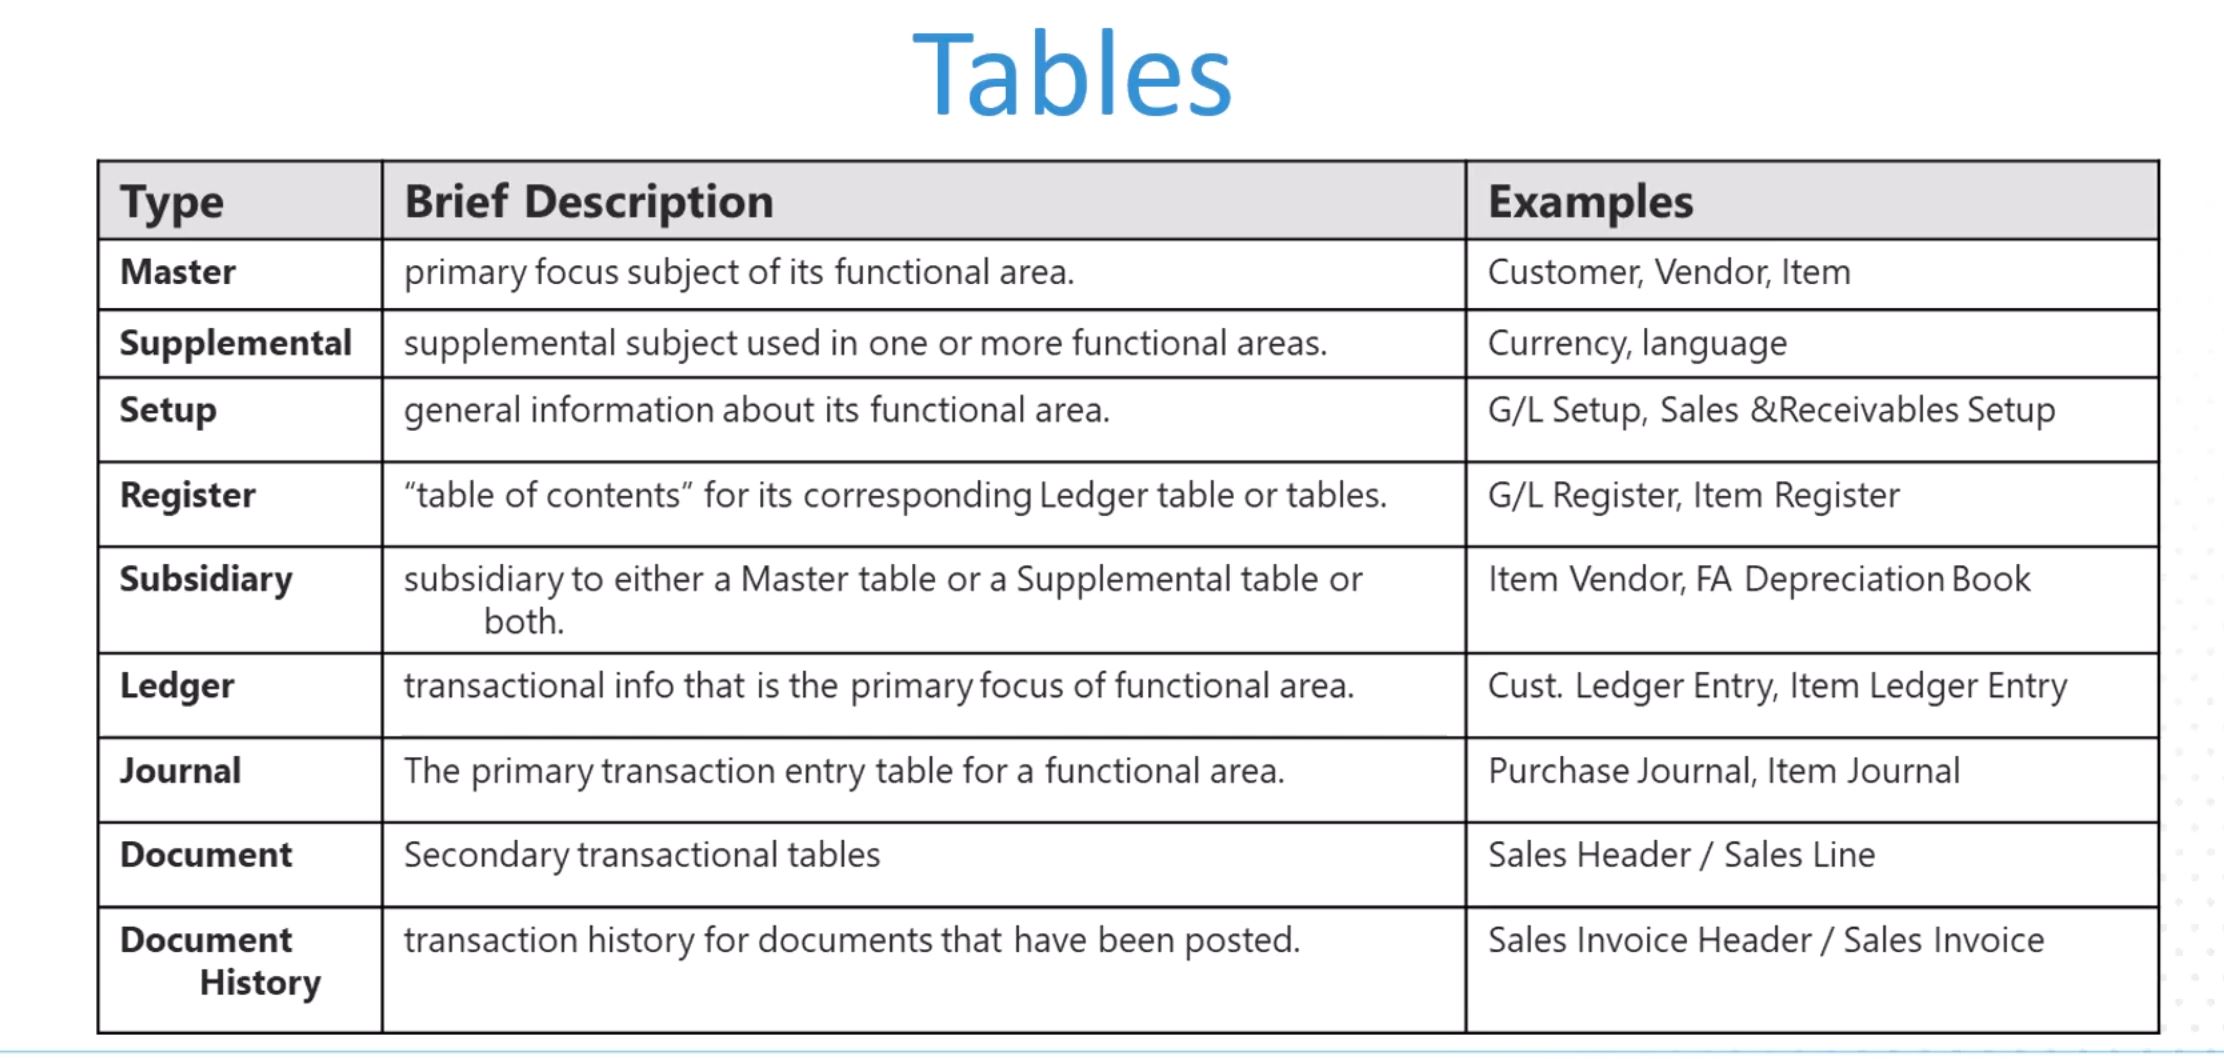 Tables
Type Brief Description Examples
Master primary focus subject of its functional area. Customer, Vendor, Item
Supplemental supplemental subject used in one or more functional areas. Currency, language
Setup general information about its functional area. G/L Setup, Sales &Receivables Setup
Register “table of contents” for its corresponding Ledger table or tables. G/L Register, Item Register
Subsidiary subsidiary to either a Master table or a Supplemental table or Item Vendor, FA Depreciation Book
both.
Ledger transactional info that is the primary focus of functional area. Cust. Ledger Entry, Item Ledger Entry
Journal The primary transaction entry table for a functional area. Purchase Journal, Item Journal
Document Secondary transactional tables Sales Header / Sales Line
Document transaction history for documents that have been posted. Sales Invoice Header / Sales Invoice
History